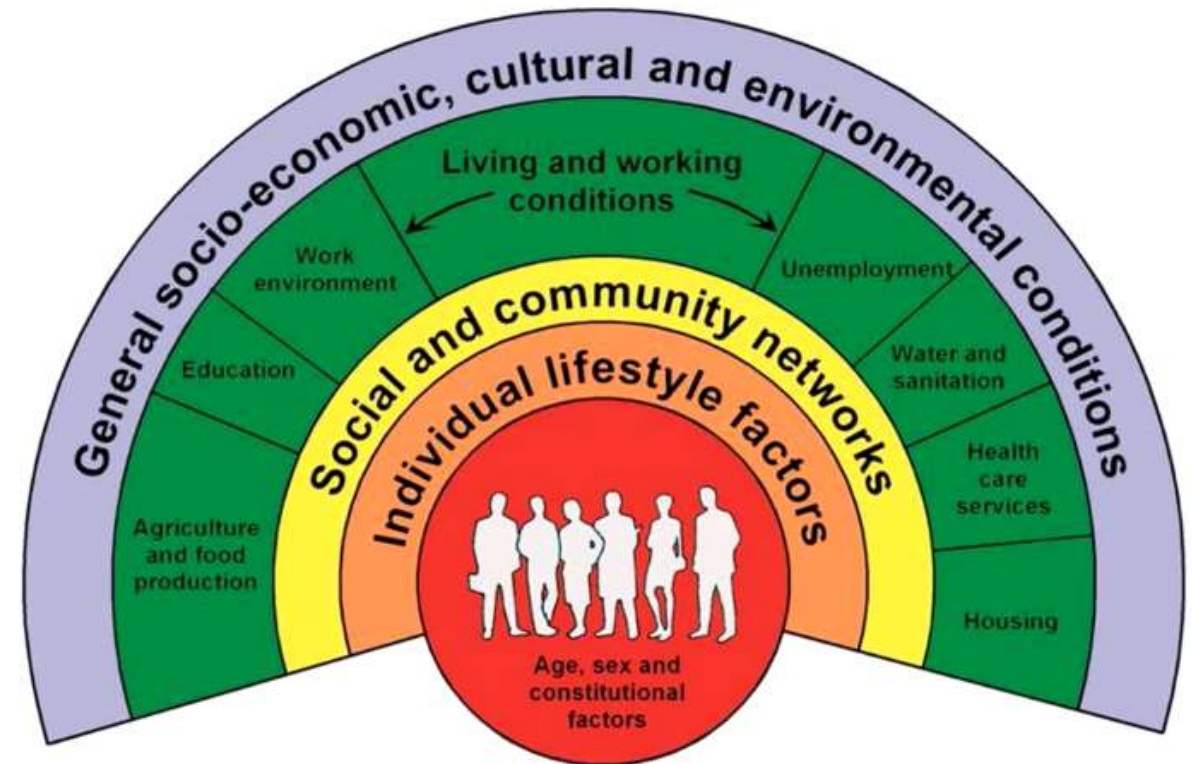 General socio-economic, cultural and environmental conditions
Living and working
conditions
Work
environment
Unemployment
Education
Water and
sanitation
Agriculture
and food
production
Health
care
services
Housing
Social and community networks
Individual lifestyle factors
Age, sex and
constitutional
factors